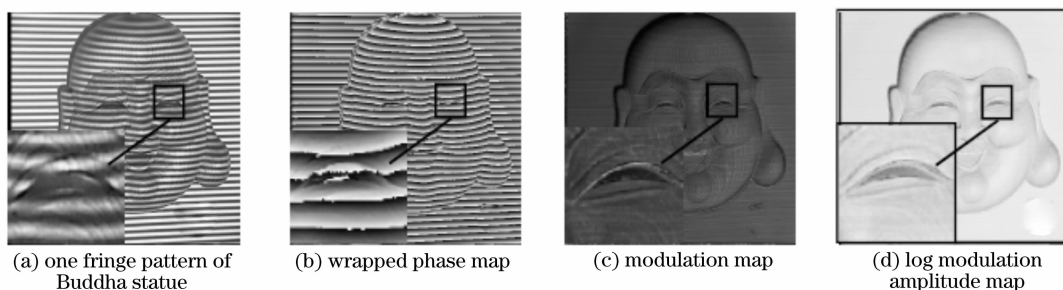 (a) one fringe pattern of
Buddha statue
(b) wrapped phase map
(c) modulation map
(d) log modulation
amplitude map